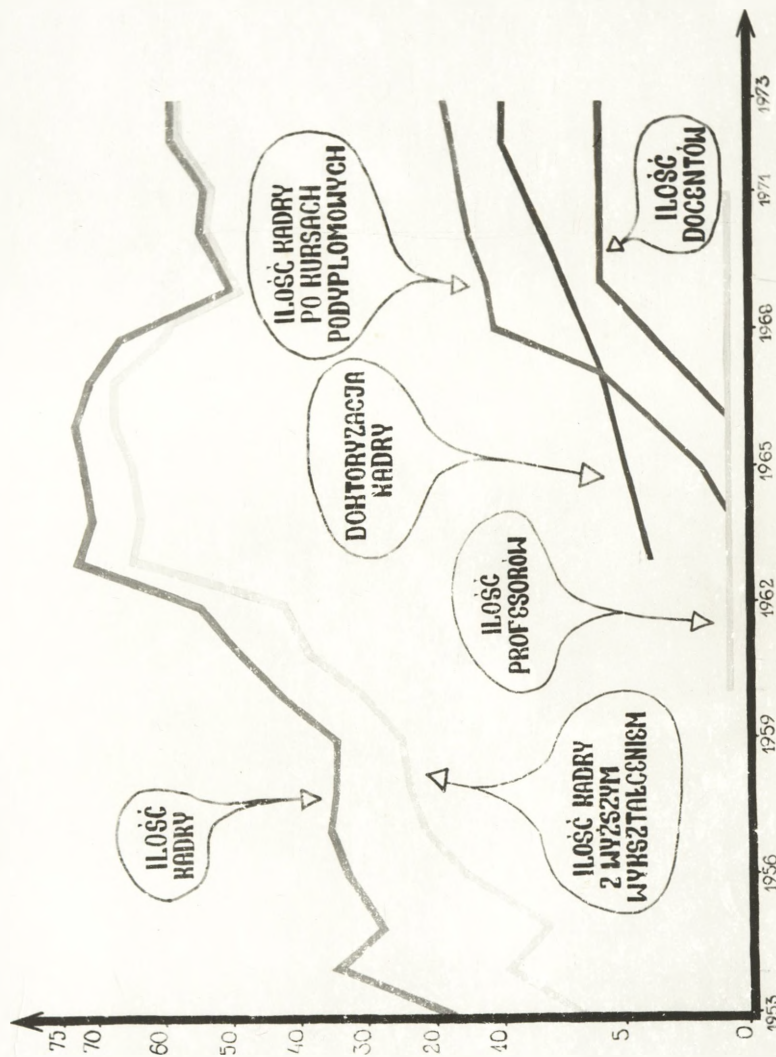 75
70
60
50
40
30
20
10
5
0
ILOŚĆ
KADRY
ILOŚĆ KADRY
Z WYŻSZYM
WYKSZTAŁCENIEM
ILOŚĆ
PROFESORÓW
DOKTORYZACJA
KADRY
ILOŚĆ KADRY
PO KURSACH
PODYPLOMOWYCH
ILOŚĆ
DOCENTÓW
1953
1956
1959
1962
1965
1968
1971
1973